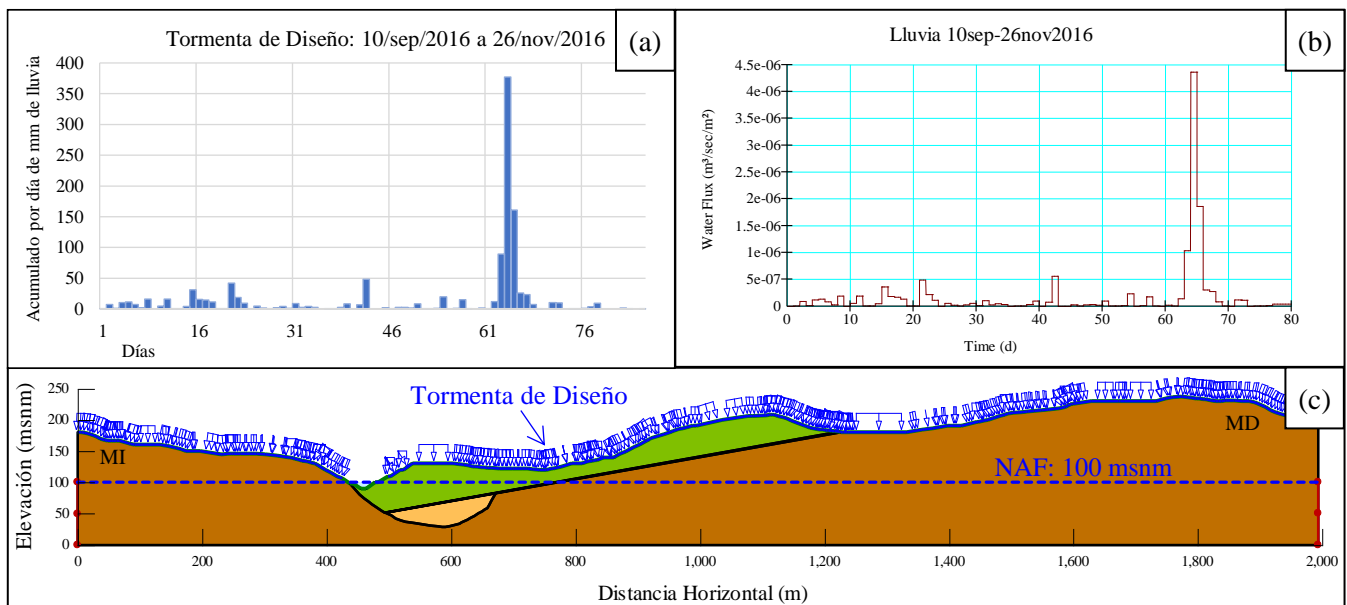 Tormenta de Diseño: 10/sep/2016 a 26/nov/2016
(a)
Acumulado por día de mm de lluvia
400
350
300
250
200
150
100
50
0
1
16
31
46
61
76
Días
Lluvia 10sep-26nov2016
(b)
Water Flux (m³/sec/m²)
4.5e-06
4e-06
3.5e-06
3e-06
2.5e-06
2e-06
1.5e-06
1e-06
5e-07
0
0
10
20
30
40
50
60
70
80
Time (d)
(c)
Elevación (msnm)
250
200
150
100
50
0
Tormenta de Diseño
MI
MD
NAF: 100 msnm
0
200
400
600
800
1,000
1,200
1,400
1,600
1,800
2,000
Distancia Horizontal (m)